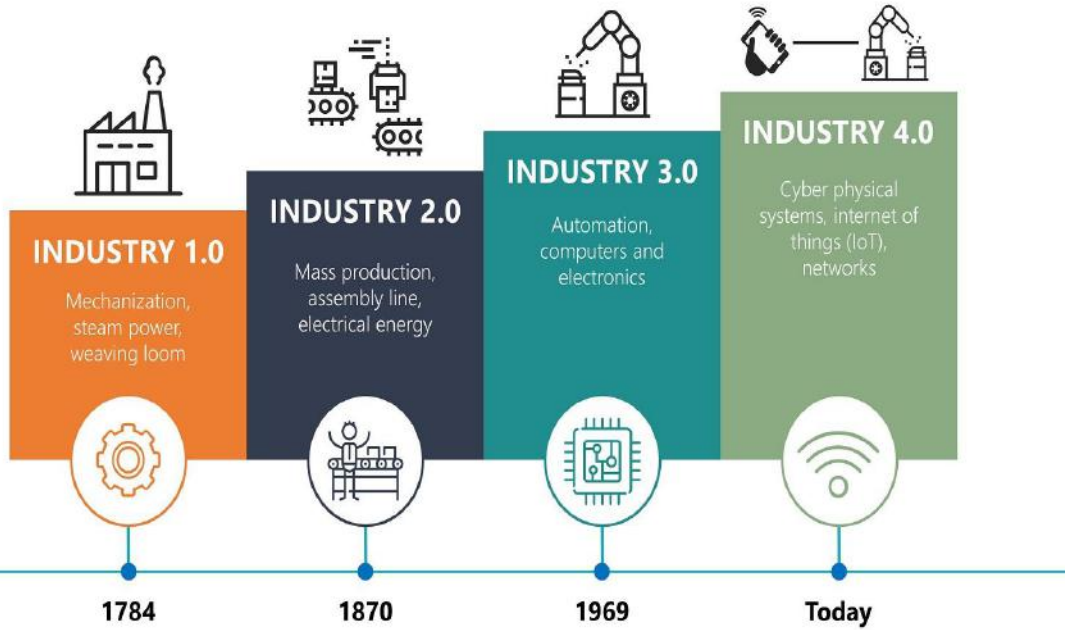 INDUSTRY 1.0
Mechanization,
steam power,
weaving loom
INDUSTRY 2.0
Mass production,
assembly line,
electrical energy
INDUSTRY 3.0
Automation,
computers and
electronics
INDUSTRY 4.0
Cyber physical
systems, internet of
things (IoT),
networks
1784
1870
1969
Today